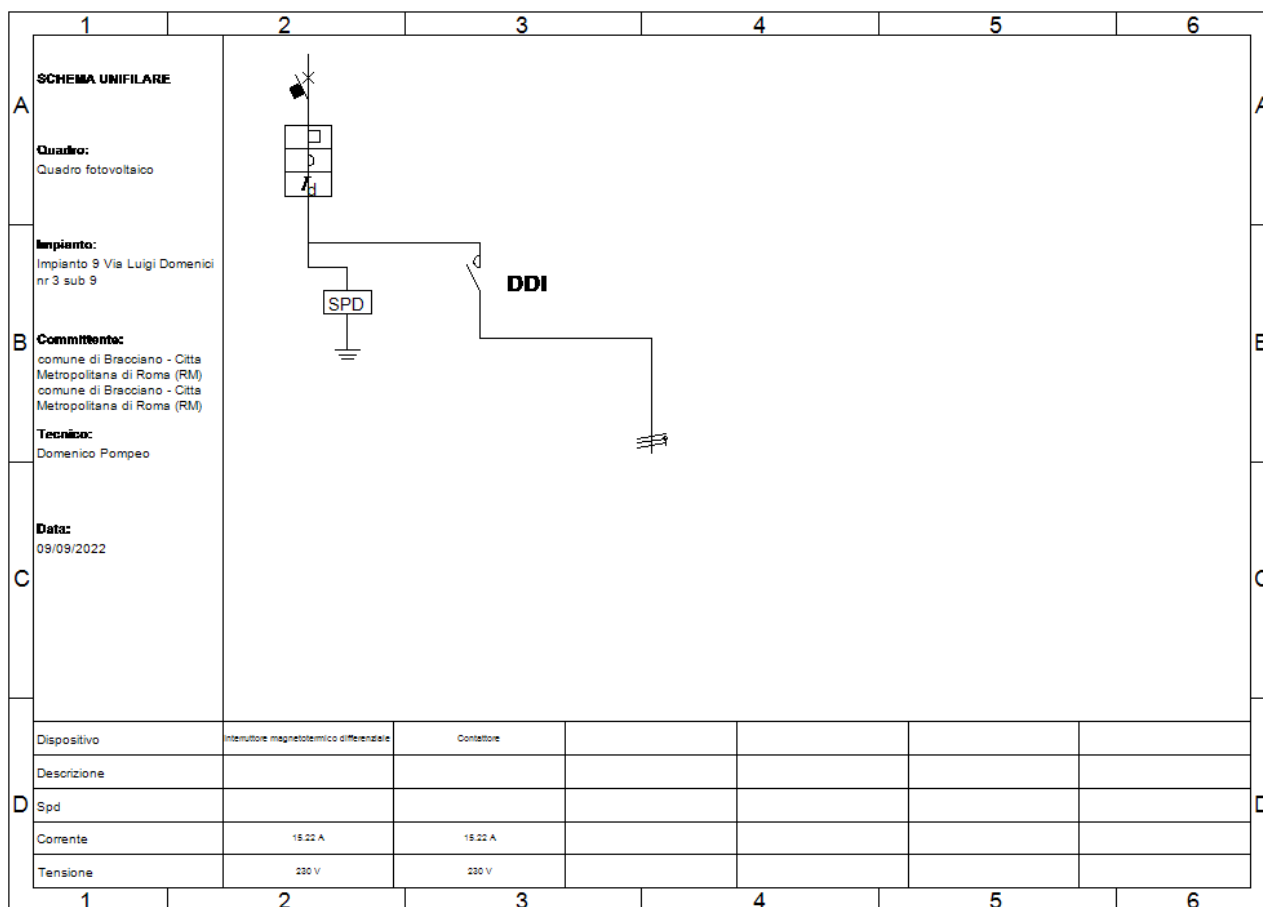 1 2 3 4 5 6
SCHEMA UNIFILARE
A A
Quadro:
Quadro fotovoltaico
d
Impianto:
Impianto 9 Via Luigi Domenici
nr 3 sub 9
DDI
SPD
B B
Committente:
comune di Bracciano - Citta
Metropolitana di Roma (RM)
comune di Bracciano - Citta
Metropolitana di Roma (RM)
Tecnico:
Domenico Pompeo
Data:
09/09/2022
C C
Dispositivo Interruttore magnetotermico differenziale Contattore
Descrizione
D Spd D
Corrente 15.22 A 15.22 A
Tensione 230 V 230 V
1 2 3 4 5 6